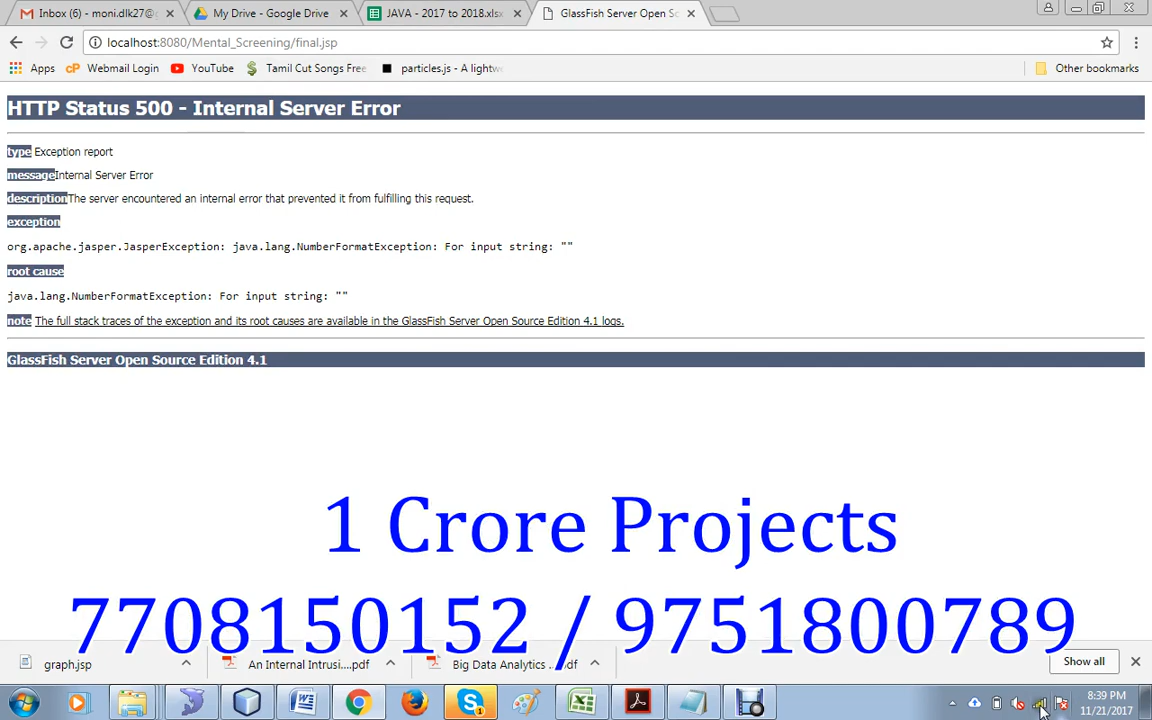 Inbox (6) - moni.dlk27@
My Drive - Google Drive
JAVA - 2017 to 2018.xlsx
GlassFish Server Open Sc
localhost:8080/Mental_Screening/final.jsp
Apps
Webmail Login
YouTube
Tamil Cut Songs Free
particles.js - A lightw
Other bookmarks
HTTP Status 500 - Internal Server Error
type Exception report
messageInternal Server Error
descriptionThe server encountered an internal error that prevented it from fulfilling this request.
exception
org.apache.jasper.JasperException: java.lang.NumberFormatException: For input string: ""
root cause
java.lang.NumberFormatException: For input string: ""
note The full stack traces of the exception and its root causes are available in the GlassFish Server Open Source Edition 4.1 logs.
GlassFish Server Open Source Edition 4.1
1 Crore Projects
7708150152 / 9751800789
graph.jsp
An Internal Intrusi....pdf
Big Data Analytics ...df
Show all
8:39 PM
11/21/2017